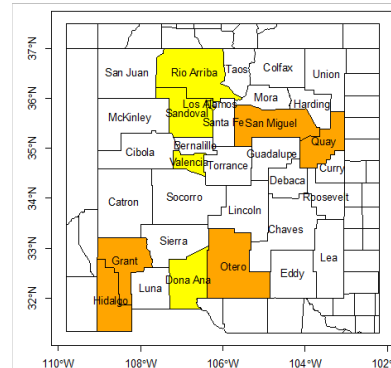 37°N
36°N
35°N
34°N
33°N
32°N
San Juan
Rio Arriba
Taos
Colfax
Union
Los Alamos
Mora
Harding
McKinley
Sandoval
Santa Fe
San Miguel
Quay
Bernalillo
Cibola
Valencia
Torrance
Guadalupe
Curry
Debaca
Roosevelt
Catron
Socorro
Lincoln
Chaves
Sierra
Lea
Grant
Otero
Eddy
Dona Ana
Luna
Hidalgo
110°W
108°W
106°W
104°W
102°